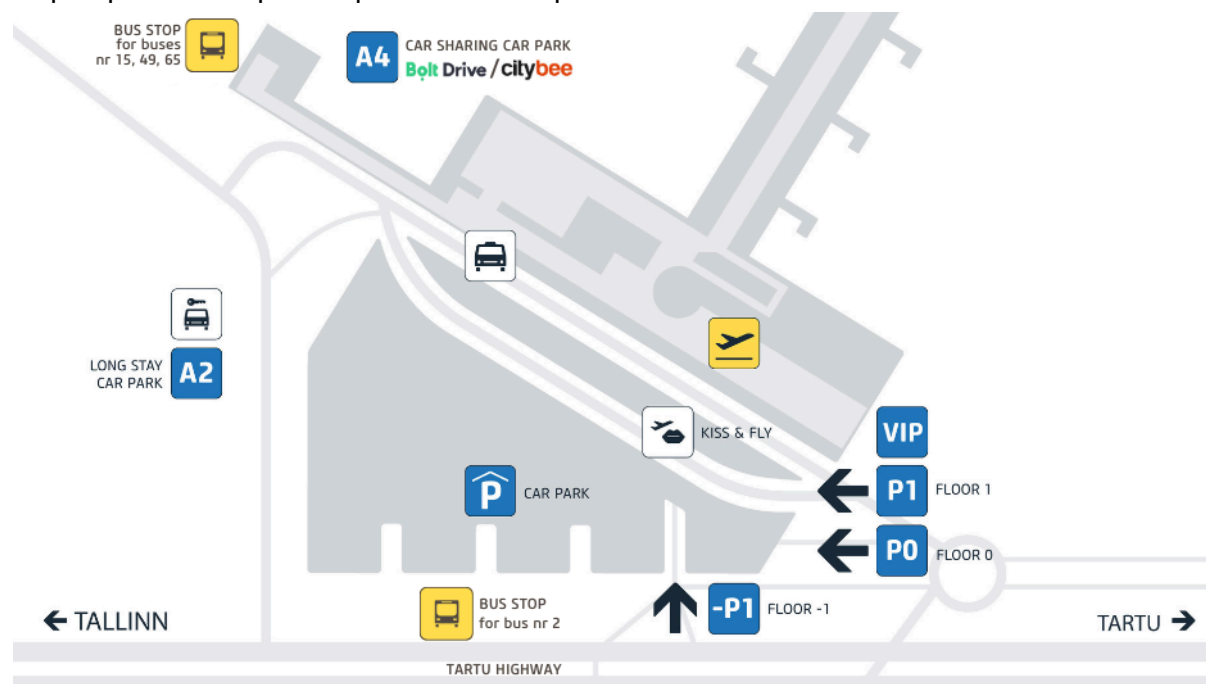 BUS STOP
for buses
nr 15, 49, 65
A4
CAR SHARING CAR PARK
Bolt Drive / citybee
LONG STAY
CAR PARK
A2
KISS & FLY
VIP
P
CAR PARK
P1
FLOOR 1
P0
FLOOR 0
BUS STOP
for bus nr 2
-P1
FLOOR -1
← TALLINN
TARTU →
TARTU HIGHWAY